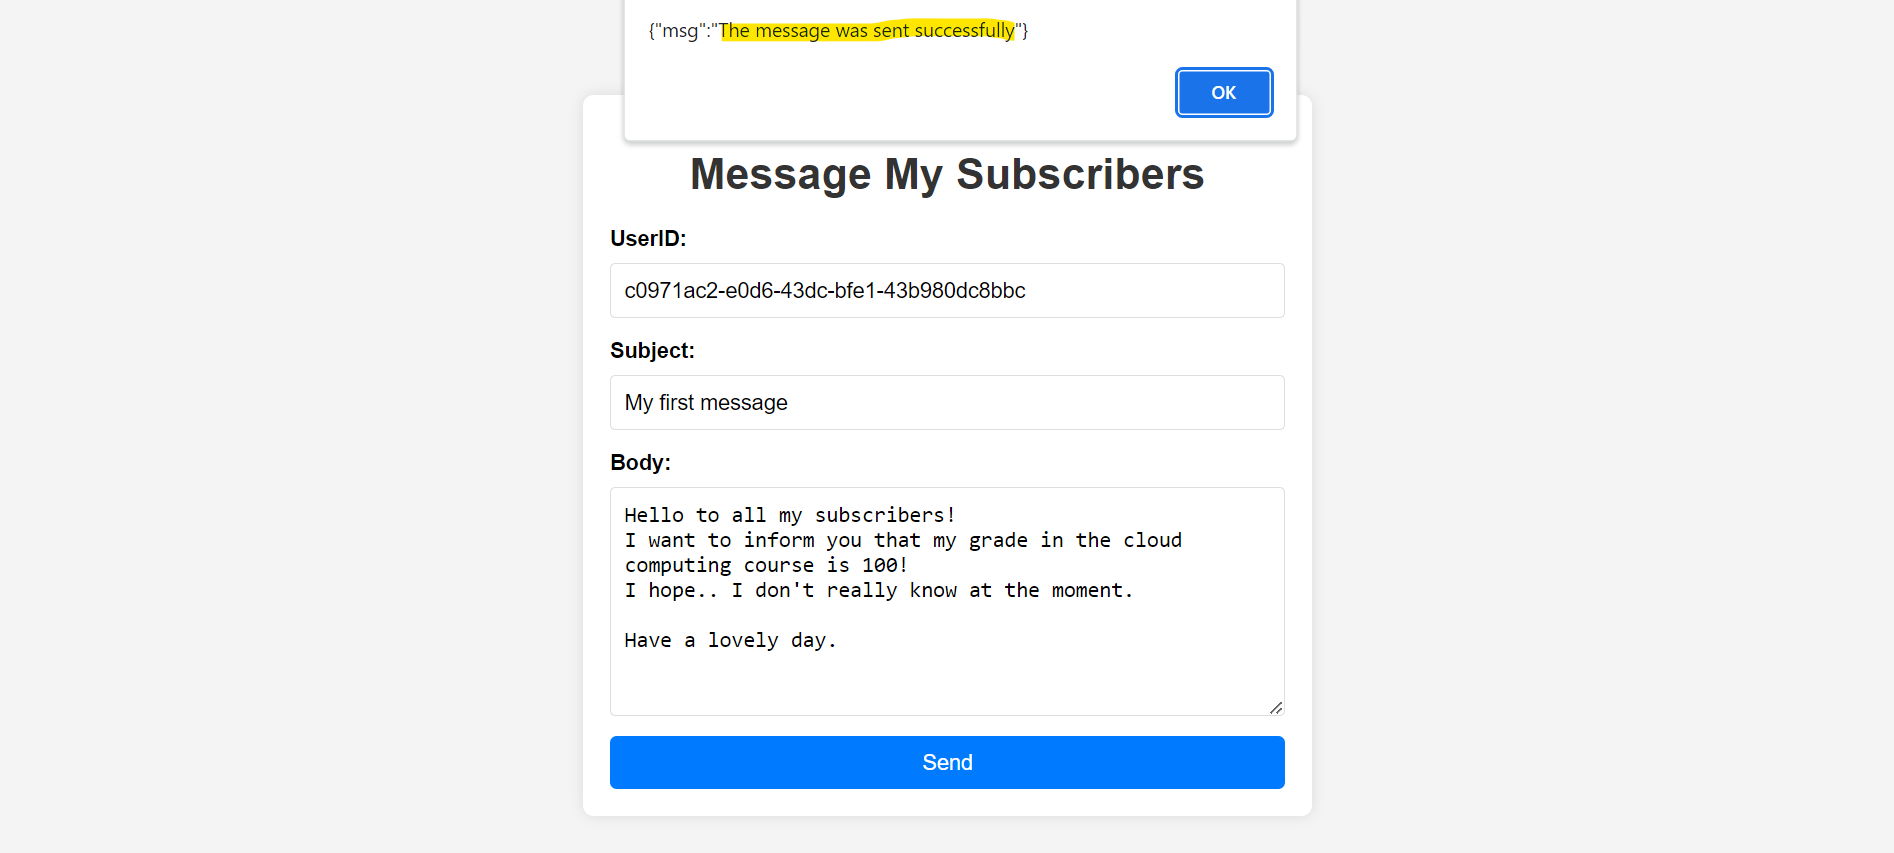 {"msg":"The message was sent successfully"}
OK
Message My Subscribers
UserID:
c0971ac2-e0d6-43dc-bfe1-43b980dc8bbc
Subject:
My first message
Body:
Hello to all my subscribers!
I want to inform you that my grade in the cloud
computing course is 100!
I hope.. I don't really know at the moment.
Have a lovely day.
Send